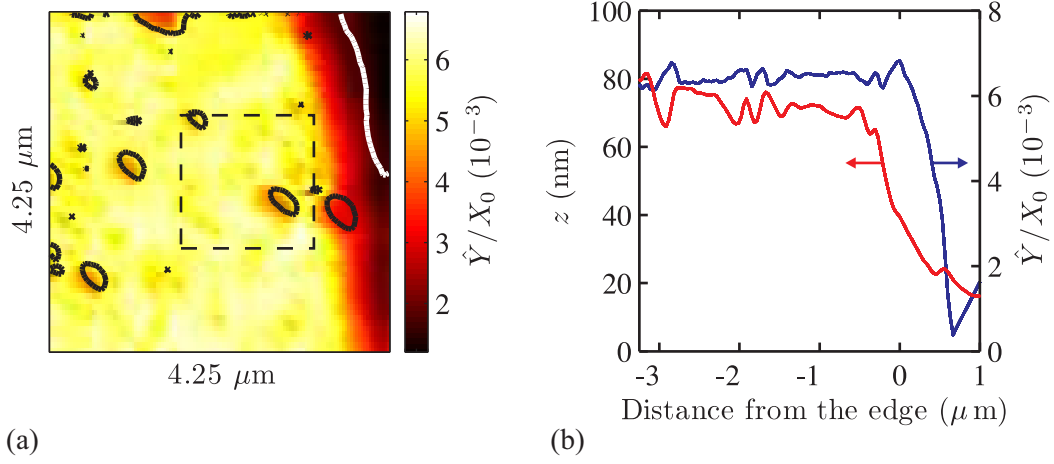 4.25 μm
4.25 μm
6
5
4
3
2
Ŷ/X₀ (10⁻³)
(a)
100
80
60
40
20
0
z (nm)
-3
-2
-1
0
1
Distance from the edge (μ m)
8
6
4
2
0
Ŷ/X₀ (10⁻³)
(b)